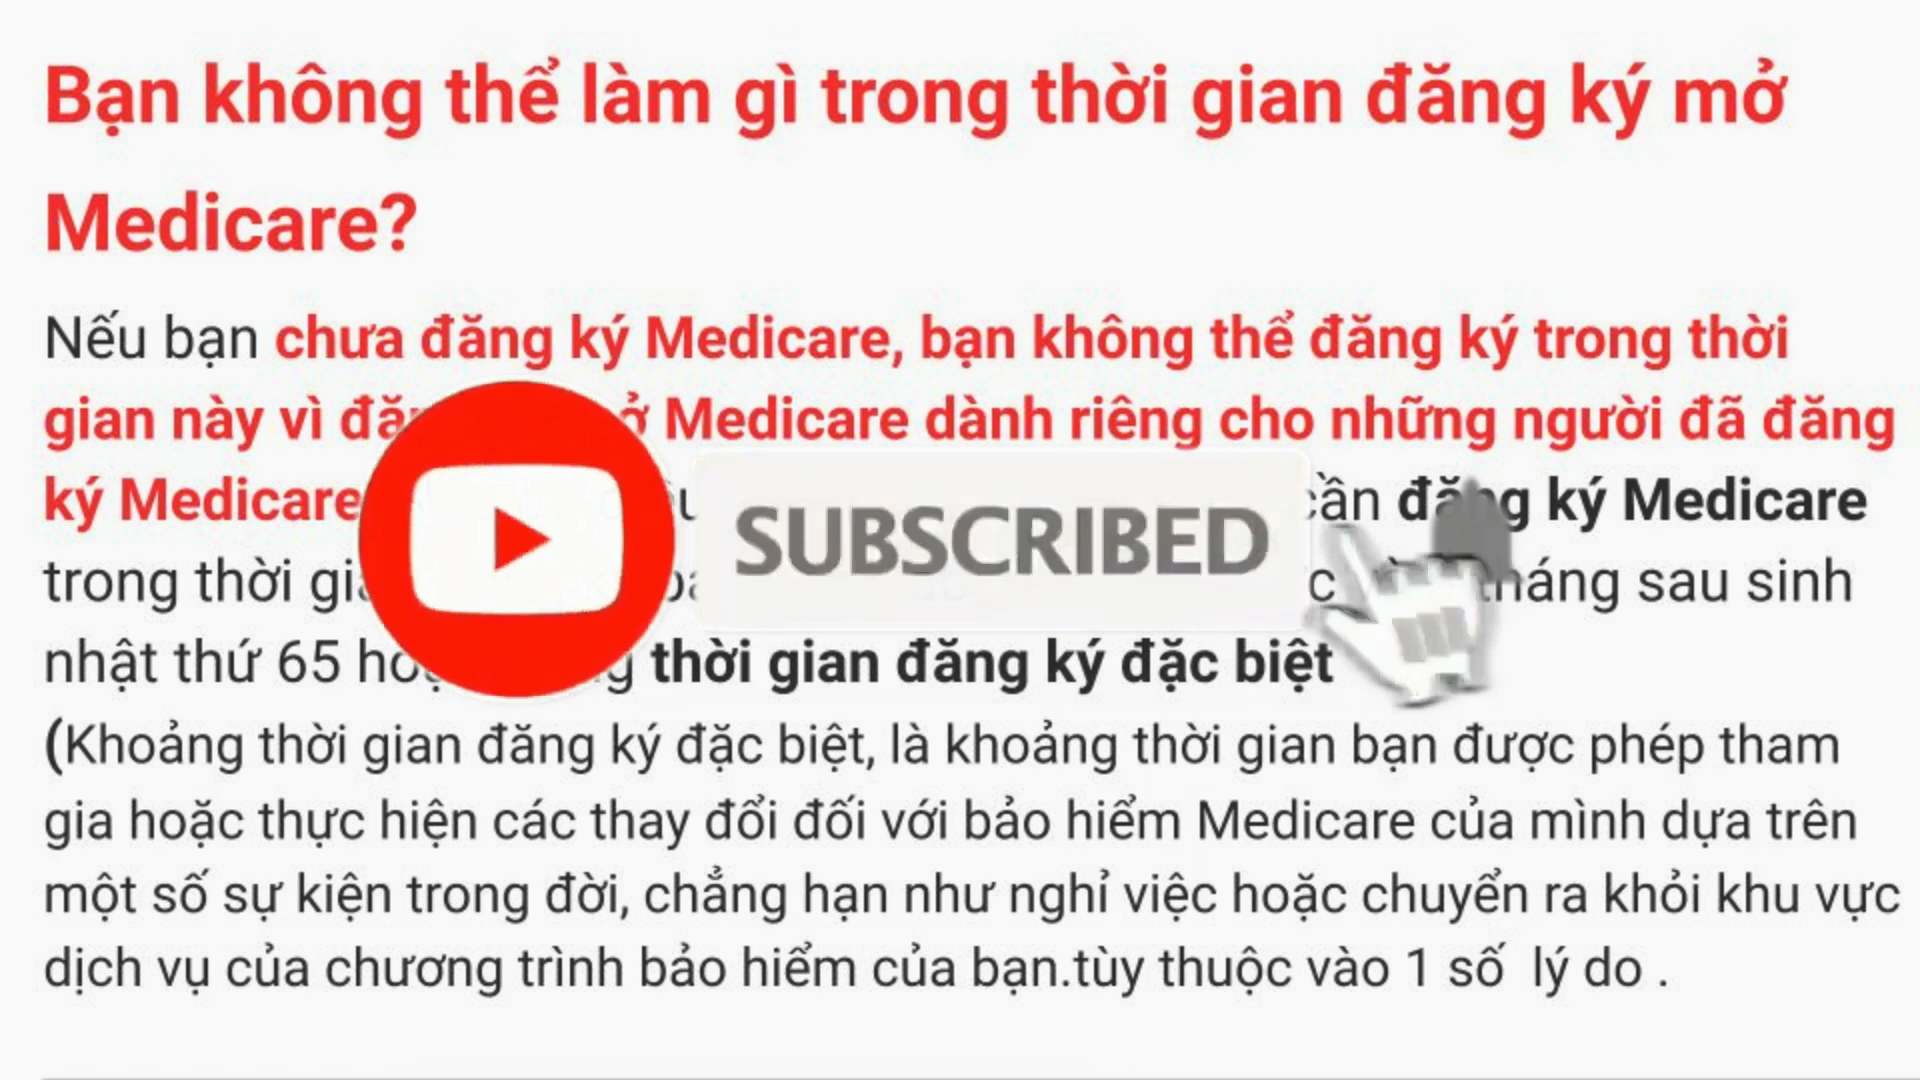 Bạn không thể làm gì trong thời gian đăng ký mở
Medicare?
Nếu bạn chưa đăng ký Medicare, bạn không thể đăng ký trong thời
gian này vì Medicare dành riêng cho những người đã đăng
ký Medicare cần đăng ký Medicare
SUBSCRIBED
trong thời tháng sau sinh
nhật thứ 65 thời gian đăng ký đặc biệt
(Khoảng thời gian đăng ký đặc biệt, là khoảng thời gian bạn được phép tham
gia hoặc thực hiện các thay đổi đối với bảo hiểm Medicare của mình dựa trên
một số sự kiện trong đời, chẳng hạn như nghỉ việc hoặc chuyển ra khỏi khu vực
dịch vụ của chương trình bảo hiểm của bạn.tùy thuộc vào 1 số lý do .